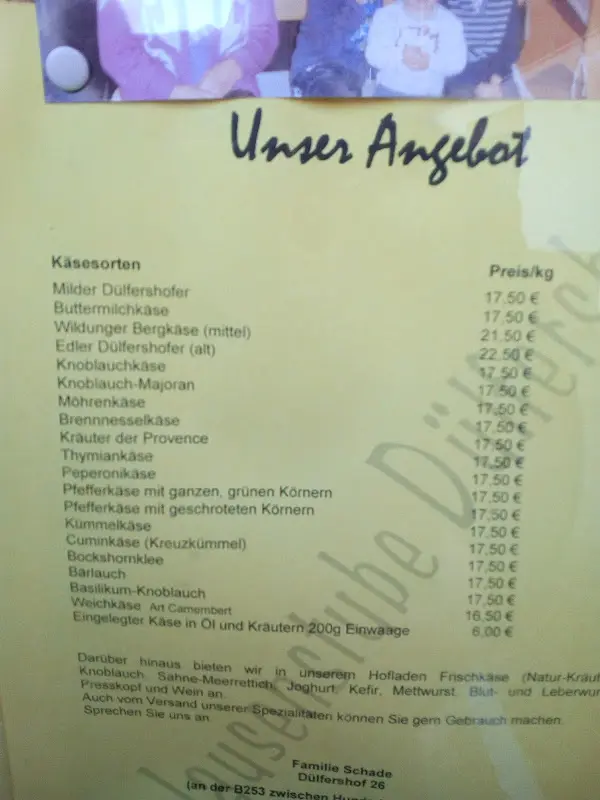 Unser Angebot
Käsesorten Preis/kg
Milder Dülfershofer 17,50 €
Buttermilchkäse 17,50 €
Wildunger Bergkäse (mittel) 21,50 €
Edler Dülfershofer (alt) 22,50 €
Knoblauchkäse 17,50 €
Knoblauch-Majoran 17,50 €
Möhrenkäse 17,50 €
Brennnesselkäse 17,50 €
Kräuter der Provence 17,50 €
Thymiankäse 17,50 €
Peperonikäse 17,50 €
Pfefferkäse mit ganzen, grünen Körnern 17,50 €
Pfefferkäse mit geschroteten Körnern 17,50 €
Kümmelkäse 17,50 €
Cuminkäse (Kreuzkümmel) 17,50 €
Bockshornklee 17,50 €
Bärlauch 17,50 €
Basilikum-Knoblauch 17,50 €
Weichkäse Art Camembert 16,50 €
Eingelegter Käse in Öl und Kräutern 200g Einwaage 6,00 €
Darüber hinaus bieten wir in unserem Hofladen Frischkäse (Natur-Kräut
Knoblauch, Sahne-Meerrettich, Joghurt, Kefir, Mettwurst, Blut- und Leberwur
Presskopf und Wein an.
Auch vom Versand unserer Spezialitäten können Sie gern Gebrauch machen.
Sprechen Sie uns an.
Familie Schade
Dülfershof 26
(an der B253 zwischen